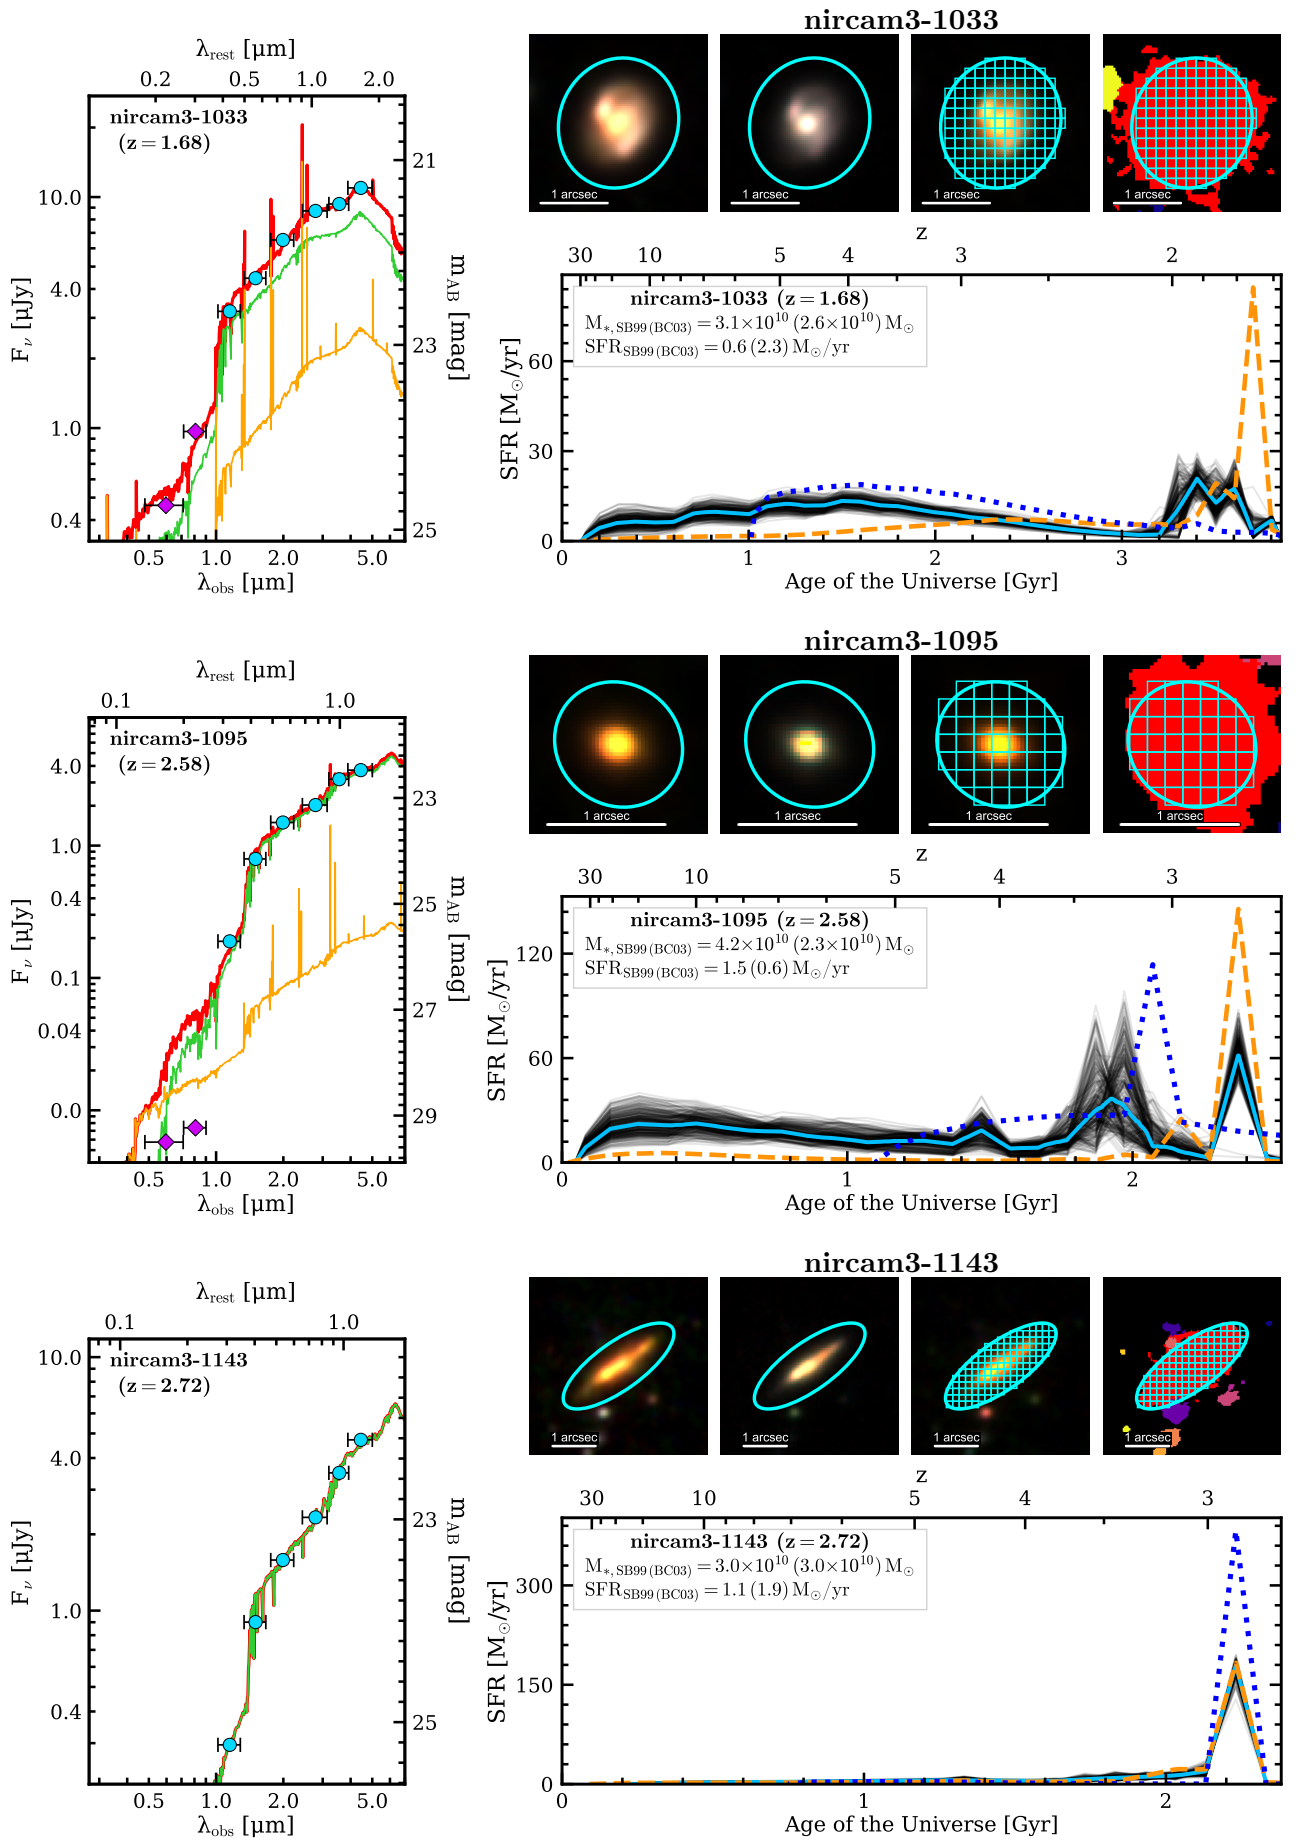 nircam3-1033
λrest [μm]
0.2 0.5 1.0 2.0
nircam3-1033
(z = 1.68)
10.0
4.0
1.0
0.4
Fν [μJy]
21
23
25
mAB [mag]
0.5 1.0 2.0 5.0
λobs [μm]
1 arcsec 1 arcsec 1 arcsec 1 arcsec
z
30 10 5 4 3 2
nircam3-1033 (z = 1.68)
M*,SB99 (BC03) = 3.1×10^10 (2.6×10^10) M⊙
SFRSB99 (BC03) = 0.6 (2.3) M⊙/yr
SFR [M⊙/yr]
60
30
0
0 1 2 3
Age of the Universe [Gyr]
nircam3-1095
λrest [μm]
0.1 1.0
nircam3-1095
(z = 2.58)
4.0
1.0
0.4
0.1
0.04
0.0
Fν [μJy]
23
25
27
29
mAB [mag]
0.5 1.0 2.0 5.0
λobs [μm]
1 arcsec 1 arcsec 1 arcsec 1 arcsec
z
30 10 5 4 3
nircam3-1095 (z = 2.58)
M*,SB99 (BC03) = 4.2×10^10 (2.3×10^10) M⊙
SFRSB99 (BC03) = 1.5 (0.6) M⊙/yr
SFR [M⊙/yr]
120
60
0
0 1 2
Age of the Universe [Gyr]
nircam3-1143
λrest [μm]
0.1 1.0
nircam3-1143
(z = 2.72)
10.0
4.0
1.0
0.4
Fν [μJy]
23
25
mAB [mag]
0.5 1.0 2.0 5.0
λobs [μm]
1 arcsec 1 arcsec 1 arcsec 1 arcsec
z
30 10 5 4 3
nircam3-1143 (z = 2.72)
M*,SB99 (BC03) = 3.0×10^10 (3.0×10^10) M⊙
SFRSB99 (BC03) = 1.1 (1.9) M⊙/yr
SFR [M⊙/yr]
300
150
0
0 1 2
Age of the Universe [Gyr]